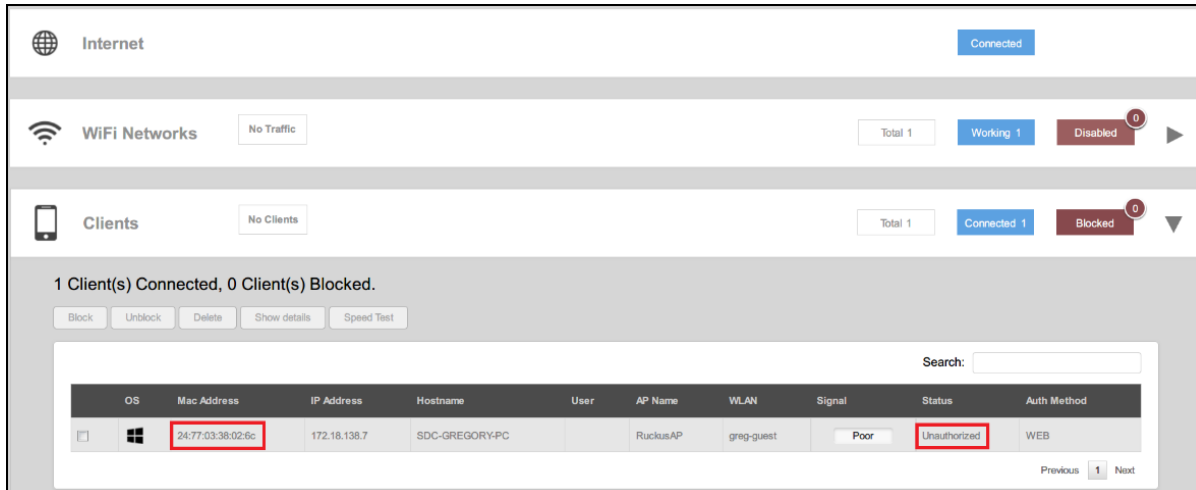 Internet Connected
WiFi Networks No Traffic Total 1 Working 1 Disabled 0
Clients No Clients Total 1 Connected 1 Blocked 0
1 Client(s) Connected, 0 Client(s) Blocked.
Block Unblock Delete Show details Speed Test
Search:
OS Mac Address IP Address Hostname User AP Name WLAN Signal Status Auth Method
24:77:03:38:02:6c 172.18.138.7 SDC-GREGORY-PC RuckusAP greg-guest Poor Unauthorized WEB
Previous 1 Next